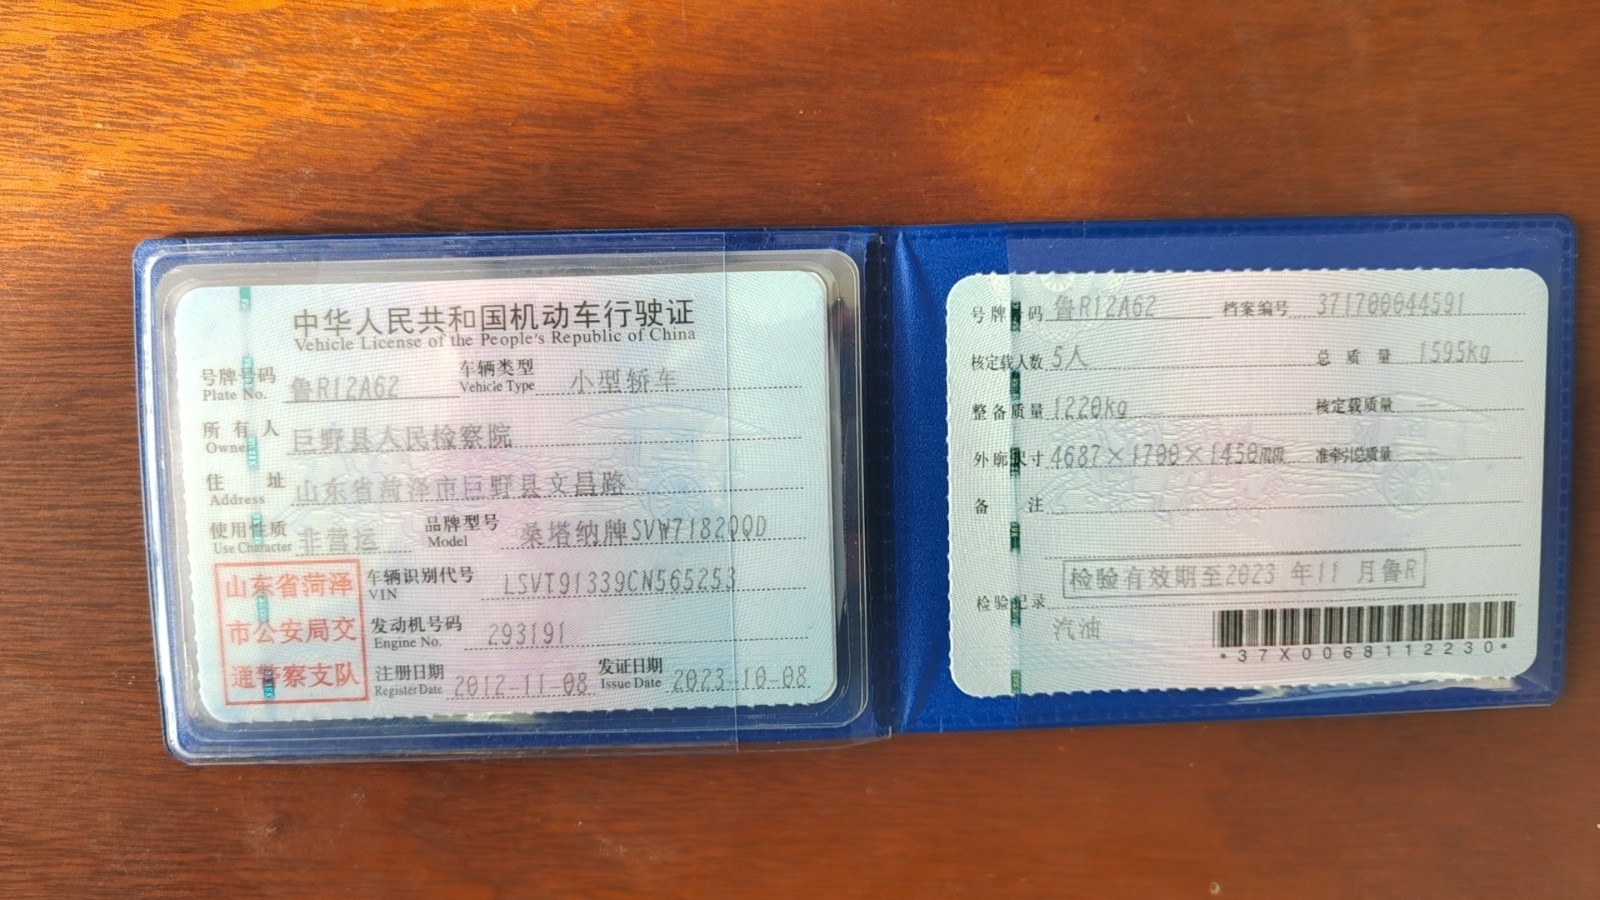 中华人民共和国机动车行驶证
Vehicle License of the People's Republic of China
号牌号码 鲁R12A62 车辆类型 小型轿车
Plate No. Vehicle Type
所有人 巨野县人民检察院
Owner
住址 山东省菏泽市巨野县文昌路
Address
使用性质 非营运 品牌型号 桑塔纳牌SVW7182QQD
Use Character Model
山东省菏泽
市公安局交
通警察支队
车辆识别代号 LSVT91339CN565253
VIN
发动机号码 293191
Engine No.
注册日期 2012-11-08 发证日期 2023-10-08
Register Date Issue Date
号牌号码 鲁R12A62 档案编号 371700044591
核定载人数 5人 总质量 1595kg
整备质量 1220kg 核定载质量
外廓尺寸 4687×1700×1450mm 准牵引总质量
备注
检验有效期至2023 年11 月鲁R
检验记录
汽油
*37X0068112230*